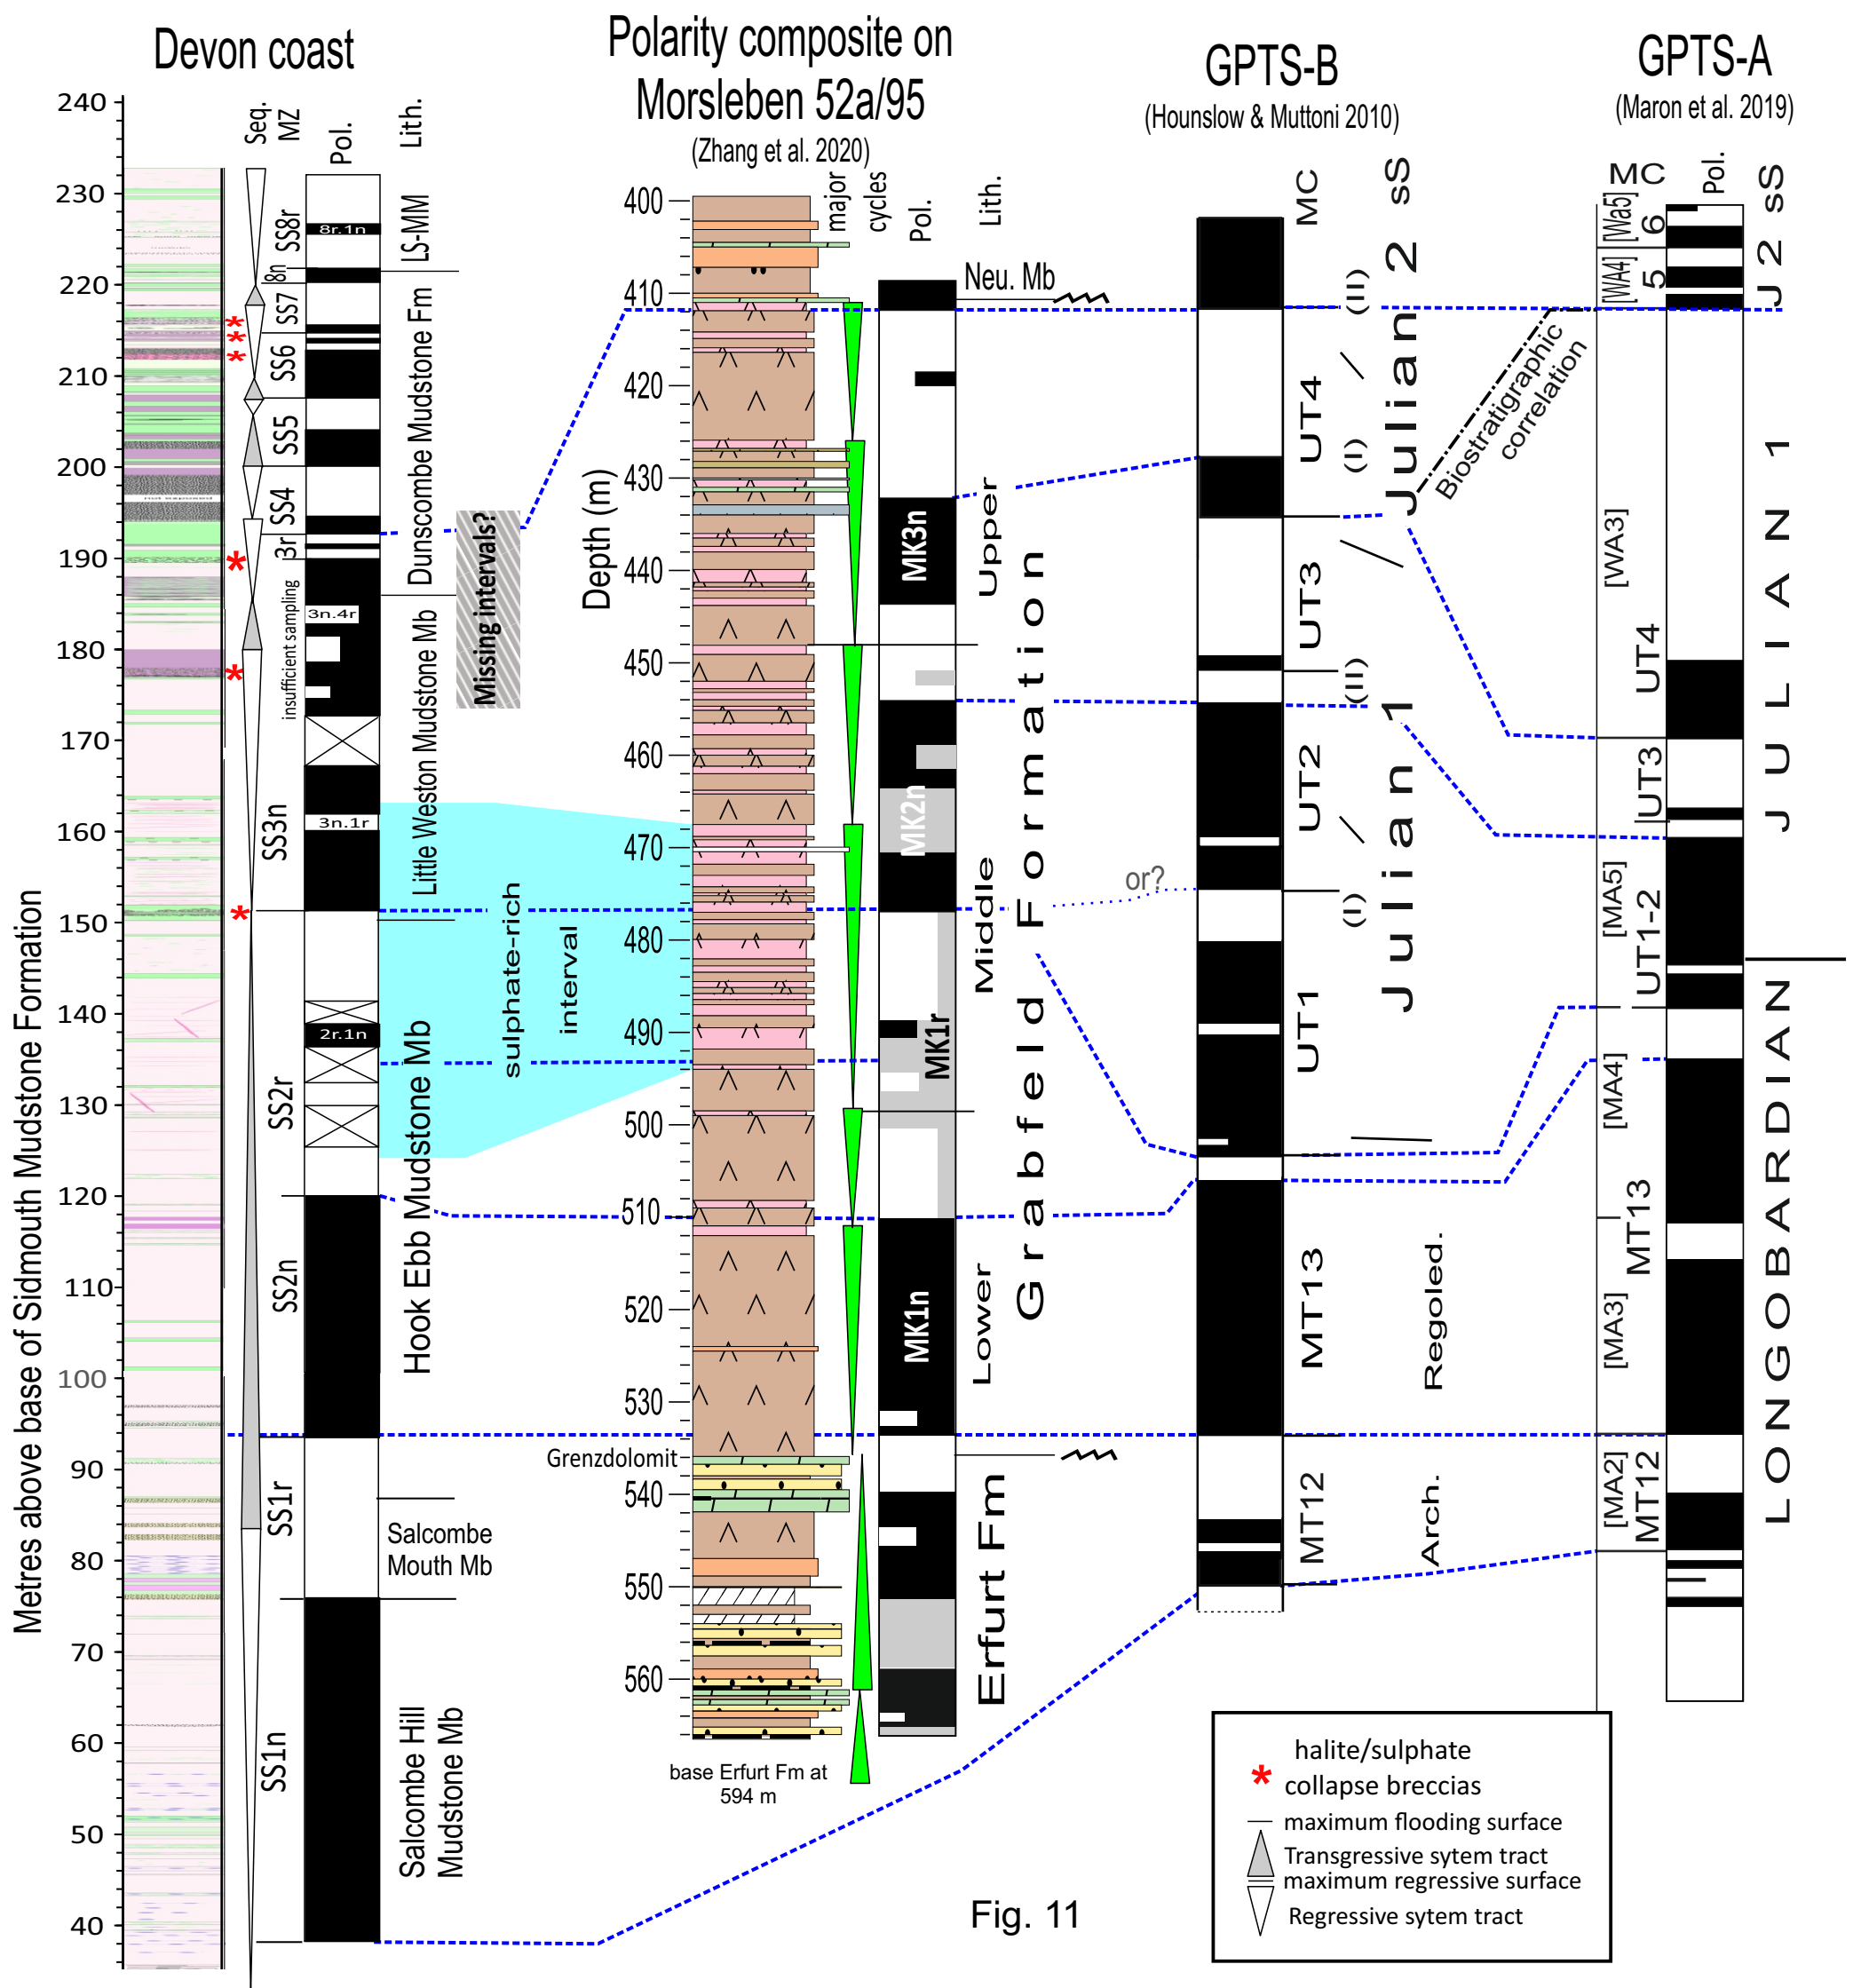 Devon coast
Polarity composite on
Morsleben 52a/95
(Zhang et al. 2020)
GPTS-B
(Hounslow & Muttoni 2010)
GPTS-A
(Maron et al. 2019)
Metres above base of Sidmouth Mudstone Formation
240
230
220
210
200
190
180
170
160
150
140
130
120
110
100
90
80
70
60
50
40
Seq.
MZ
Pol.
Lith.
SS8r
8n
SS7
SS6
SS5
SS4
3r
insufficient sampling
SS3n
SS2r
SS2n
SS1r
SS1n
8r.1n
3n.4r
3n.1r
2r.1n
not exposed
LS-MM
Dunscombe Mudstone Fm
Little Weston Mudstone Mb
Hook Ebb Mudstone Mb
Salcombe
Mouth Mb
Salcombe Hill
Mudstone Mb
Missing intervals?
sulphate-rich
interval
Depth (m)
400
410
420
430
440
450
460
470
480
490
500
510
520
530
540
550
560
Grenzdolomit
base Erfurt Fm at
594 m
major
cycles
Pol.
Lith.
MK3n
MK2n
MK1r
MK1n
Neu. Mb
Upper
Middle
Lower
Grabfeld Formation
Erfurt Fm
or?
MC
sS
UT4
UT3
UT2
UT1
MT13
MT12
(II)
(I)
(II)
(I)
Julian 2
Julian 1
Regoled.
Arch.
Biostratigraphic
correlation
MC
Pol.
sS
[Wa5]
6
[WA4]
5
[WA3]
UT4
UT3
[MA5]
UT1-2
[MA4]
MT13
[MA3]
[MA2]
MT12
J 2
JULIAN 1
LONGOBARDIAN
halite/sulphate
* collapse breccias
maximum flooding surface
Transgressive sytem tract
maximum regressive surface
Regressive sytem tract
Fig. 11